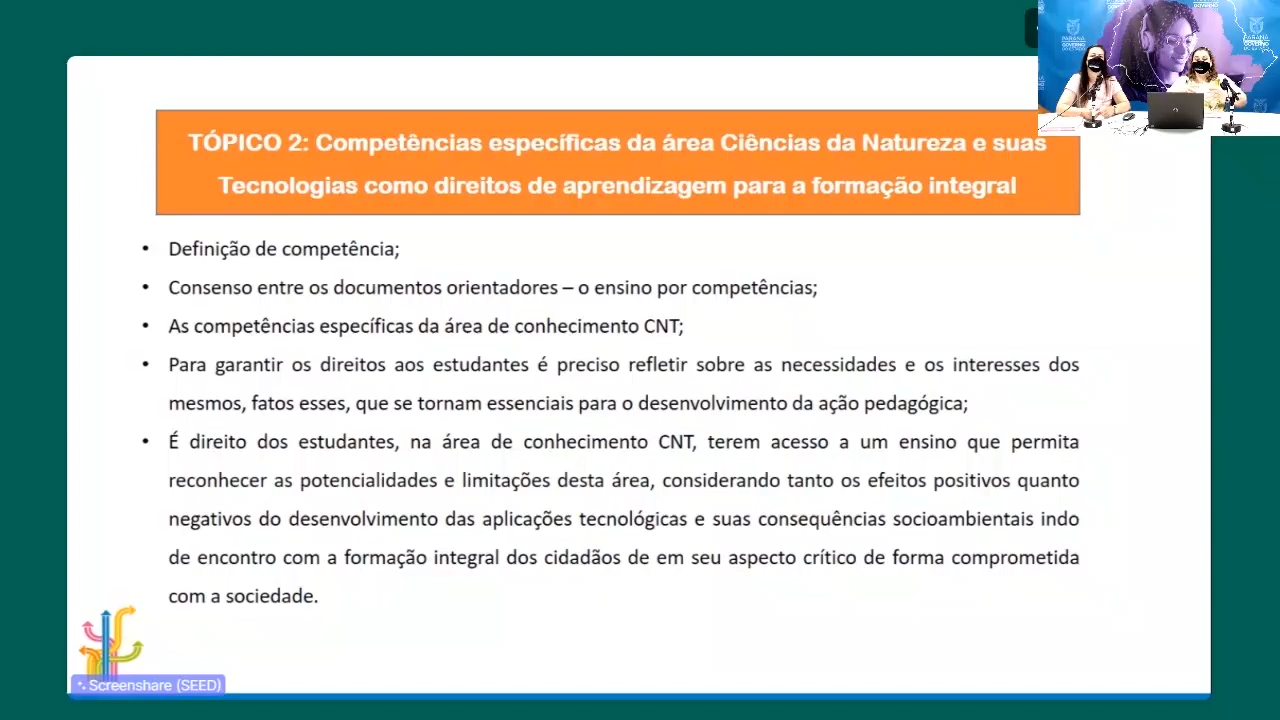 PARANÁ
GOVERNO
DO ESTADO
PARANÁ
GOVERNO
TÓPICO 2: Competências específicas da área Ciências da Natureza e suas
Tecnologias como direitos de aprendizagem para a formação integral
• Definição de competência;
• Consenso entre os documentos orientadores – o ensino por competências;
• As competências específicas da área de conhecimento CNT;
• Para garantir os direitos aos estudantes é preciso refletir sobre as necessidades e os interesses dos
mesmos, fatos esses, que se tornam essenciais para o desenvolvimento da ação pedagógica;
• É direito dos estudantes, na área de conhecimento CNT, terem acesso a um ensino que permita
reconhecer as potencialidades e limitações desta área, considerando tanto os efeitos positivos quanto
negativos do desenvolvimento das aplicações tecnológicas e suas consequências socioambientais indo
de encontro com a formação integral dos cidadãos de em seu aspecto crítico de forma comprometida
com a sociedade.
Screenshare (SEED)